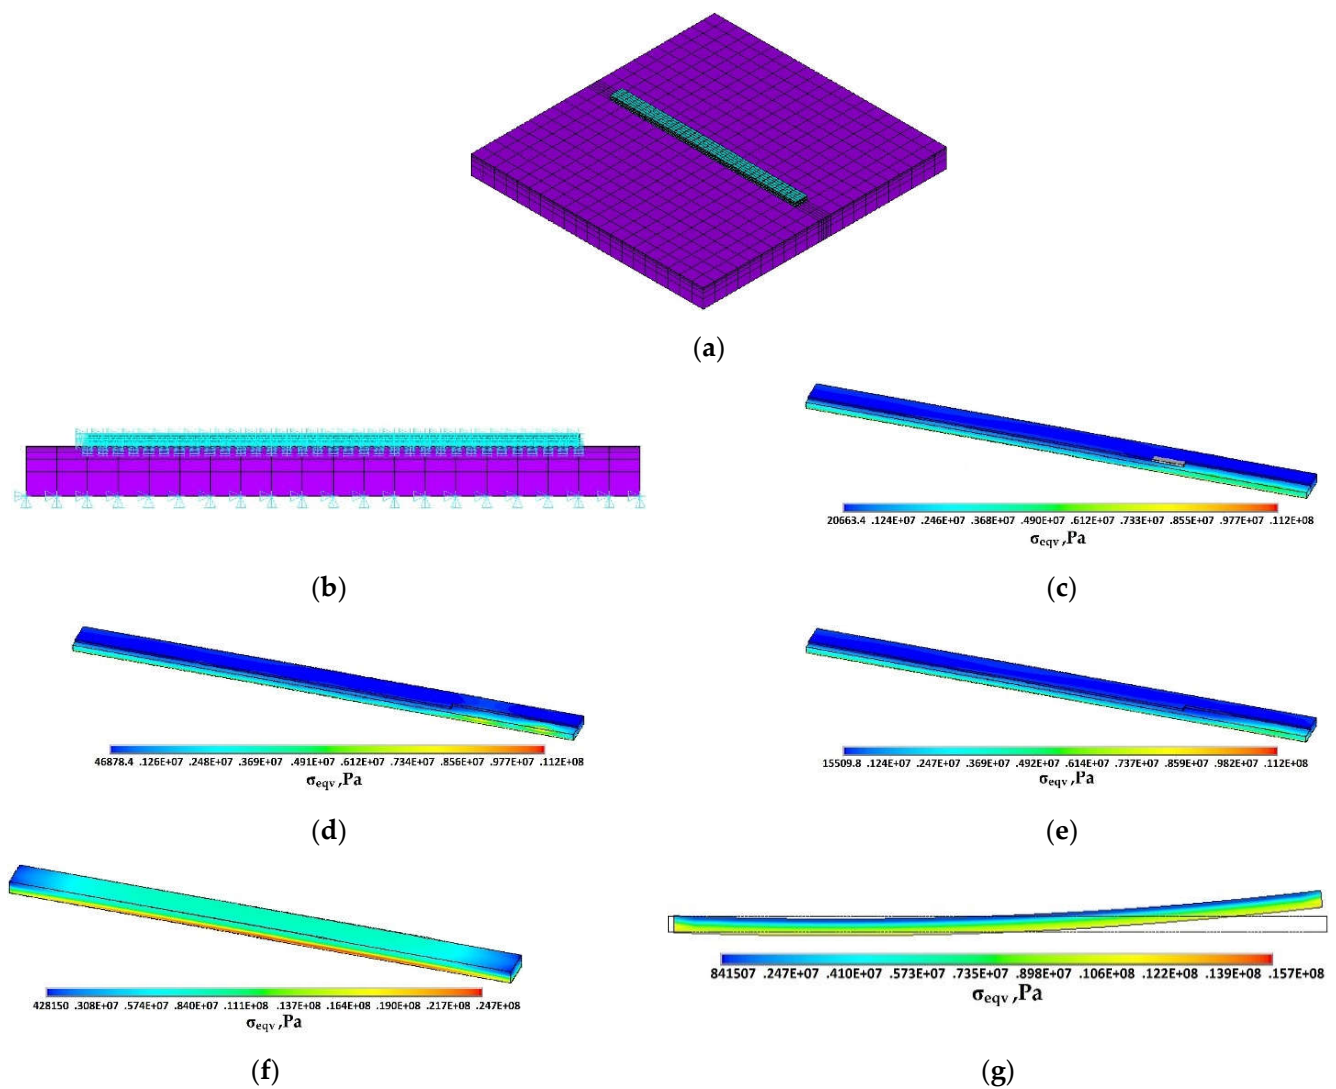 (a)
20663.4 .124E+07 .246E+07 .368E+07 .490E+07 .612E+07 .733E+07 .855E+07 .977E+07 .112E+08
σeqv ,Pa
(b)
(c)
46878.4 .126E+07 .248E+07 .369E+07 .491E+07 .612E+07 .734E+07 .856E+07 .977E+07 .112E+08
σeqv ,Pa
15509.8 .124E+07 .247E+07 .369E+07 .492E+07 .614E+07 .737E+07 .859E+07 .982E+07 .112E+08
σeqv ,Pa
(d)
(e)
428150 .308E+07 .574E+07 .840E+07 .111E+08 .137E+08 .164E+08 .190E+08 .217E+08 .247E+08
σeqv ,Pa
841507 .247E+07 .410E+07 .573E+07 .735E+07 .898E+07 .106E+08 .122E+08 .139E+08 .157E+08
σeqv ,Pa
(f)
(g)